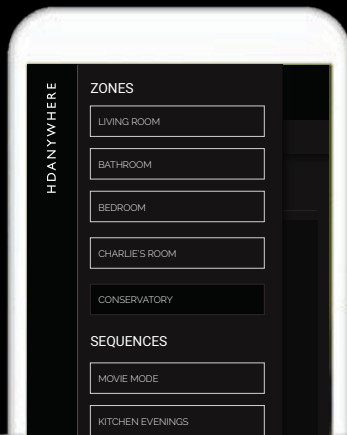 HDANYWHERE
ZONES
LIVING ROOM
BATHROOM
BEDROOM
CHARLIE'S ROOM
CONSERVATORY
SEQUENCES
MOVIE MODE
KITCHEN EVENINGS